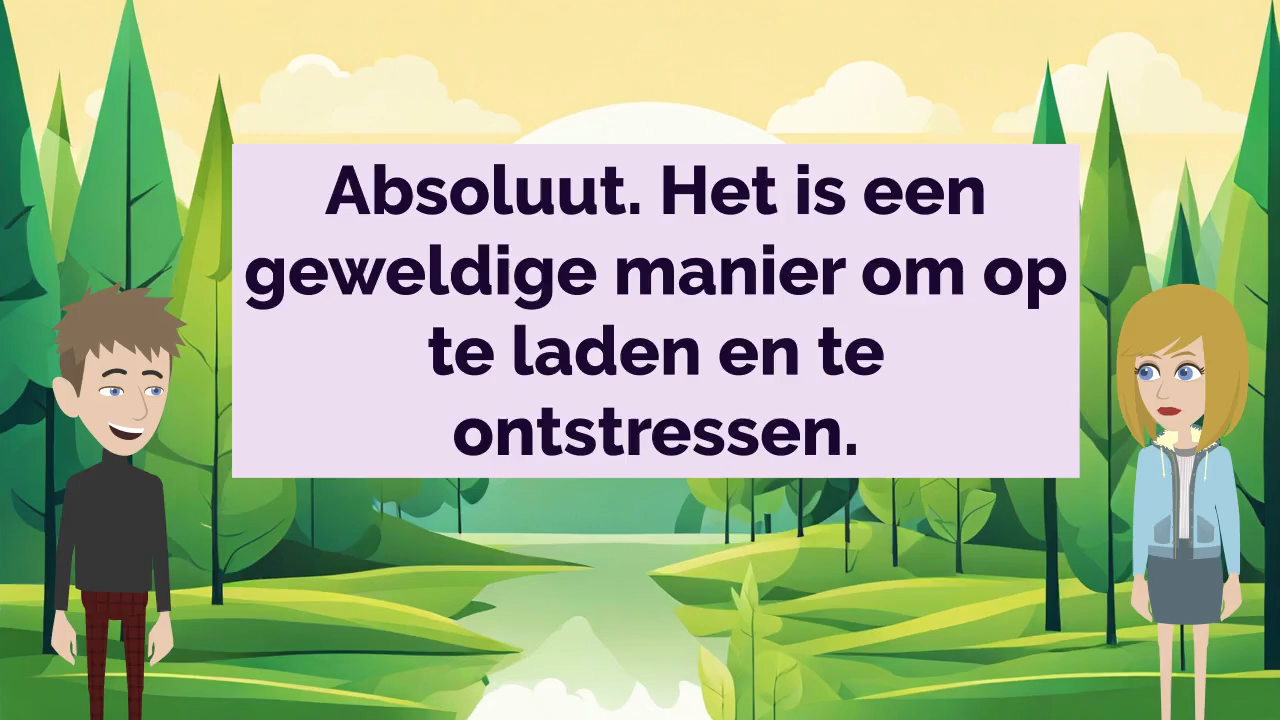 Absoluut. Het is een
geweldige manier om op
te laden en te
ontstressen.